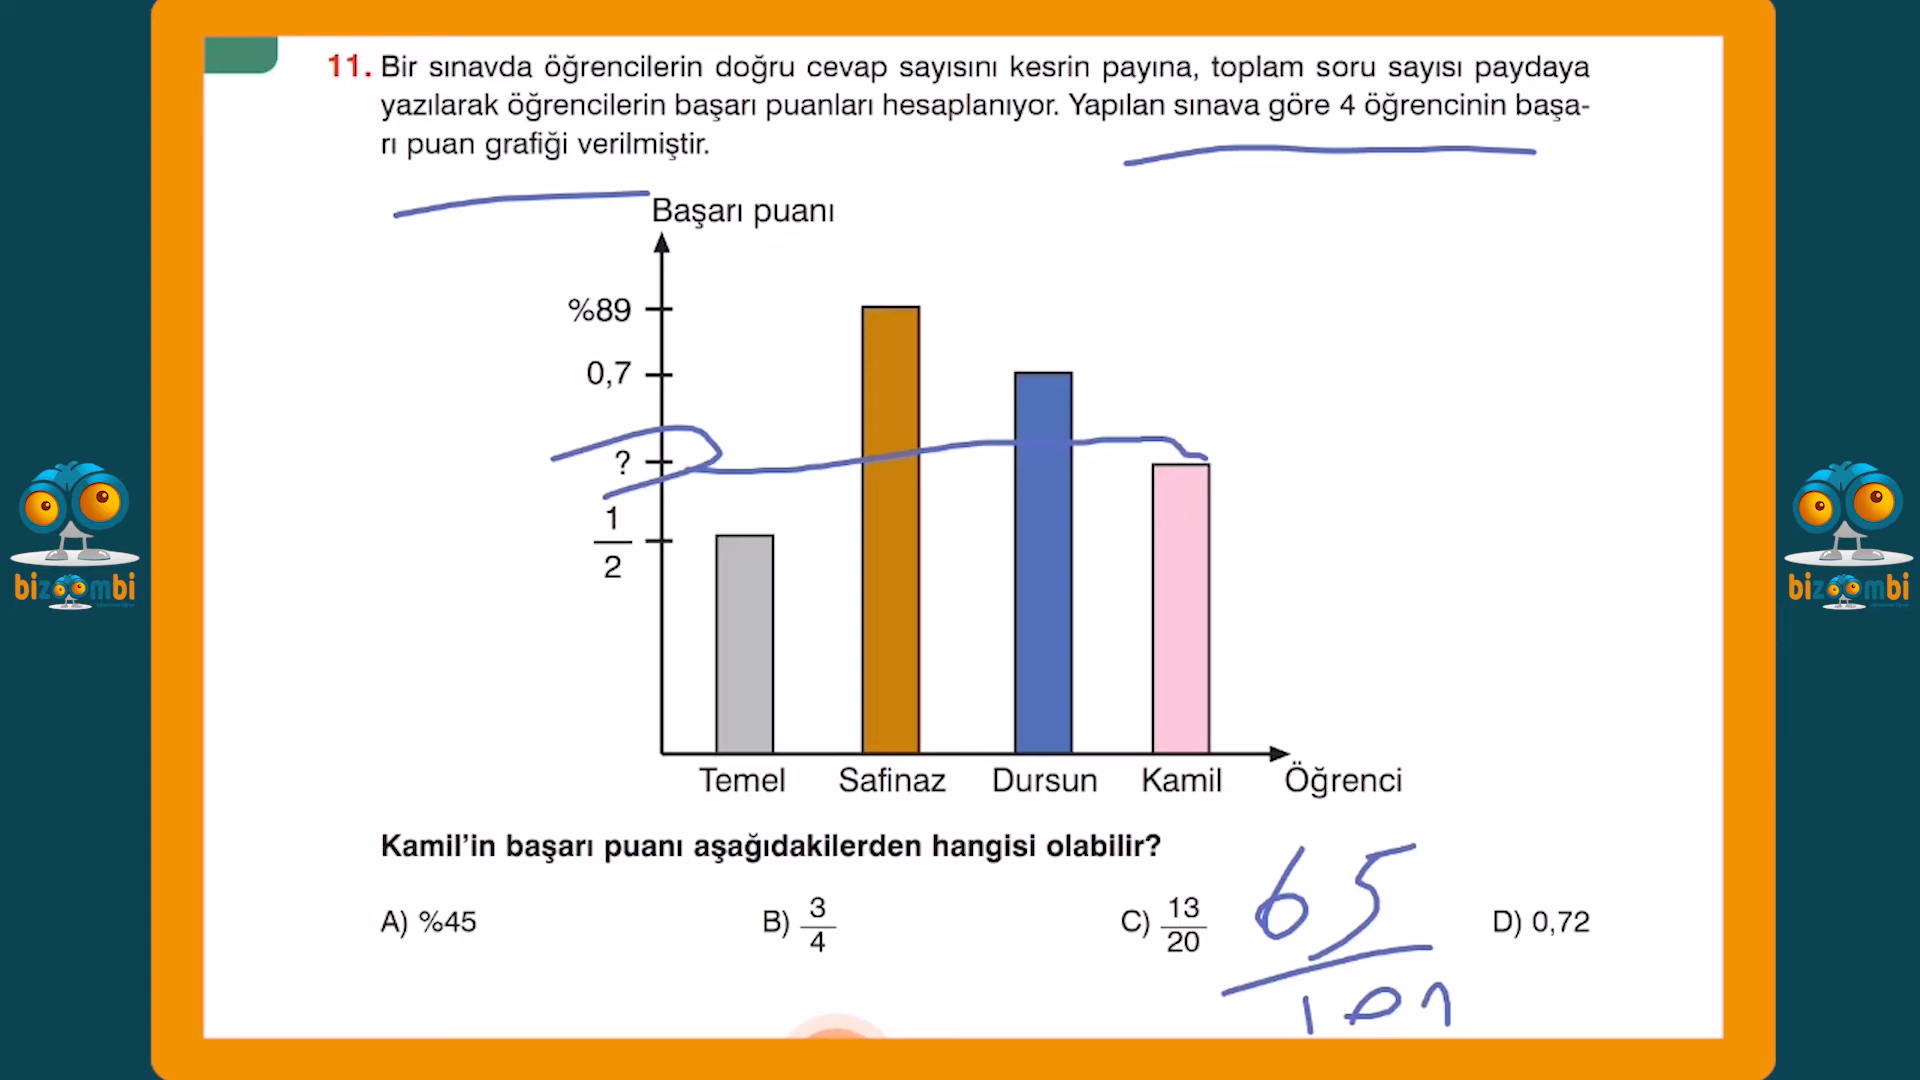 11. Bir sınavda öğrencilerin doğru cevap sayısını kesrin payına, toplam soru sayısı paydaya
yazılarak öğrencilerin başarı puanları hesaplanıyor. Yapılan sınava göre 4 öğrencinin başa-
rı puan grafiği verilmiştir.
Başarı puanı
%89
0,7
?
1
2
Temel Safinaz Dursun Kamil Öğrenci
Kamil'in başarı puanı aşağıdakilerden hangisi olabilir?
A) %45 B) 3/4 C) 13/20 D) 0,72
65
100
bizoombi
bizoombi